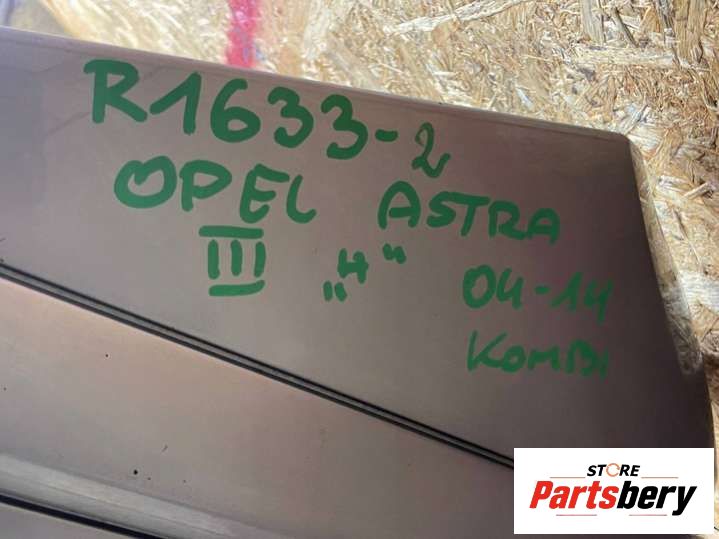 R1633-2
OPEL ASTRA
III „H“ 04-14
KOMBI
STORE
Partsbery